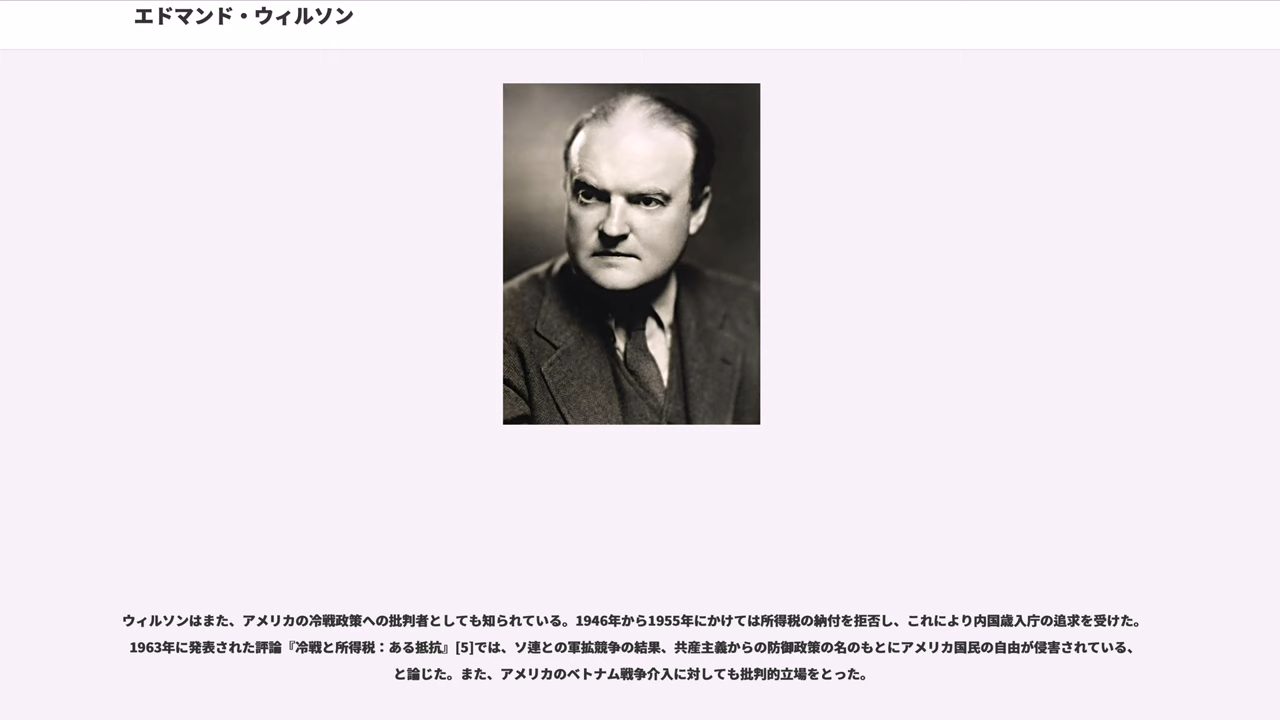 エドマンド・ウィルソン
ウィルソンはまた、アメリカの冷戦政策への批判者としても知られている。1946年から1955年にかけては所得税の納付を拒否し、これにより内国歳入庁の追求を受けた。
1963年に発表された評論『冷戦と所得税：ある抵抗』[5]では、ソ連との軍拡競争の結果、共産主義からの防御政策の名のもとにアメリカ国民の自由が侵害されている、
と論じた。また、アメリカのベトナム戦争介入に対しても批判的立場をとった。